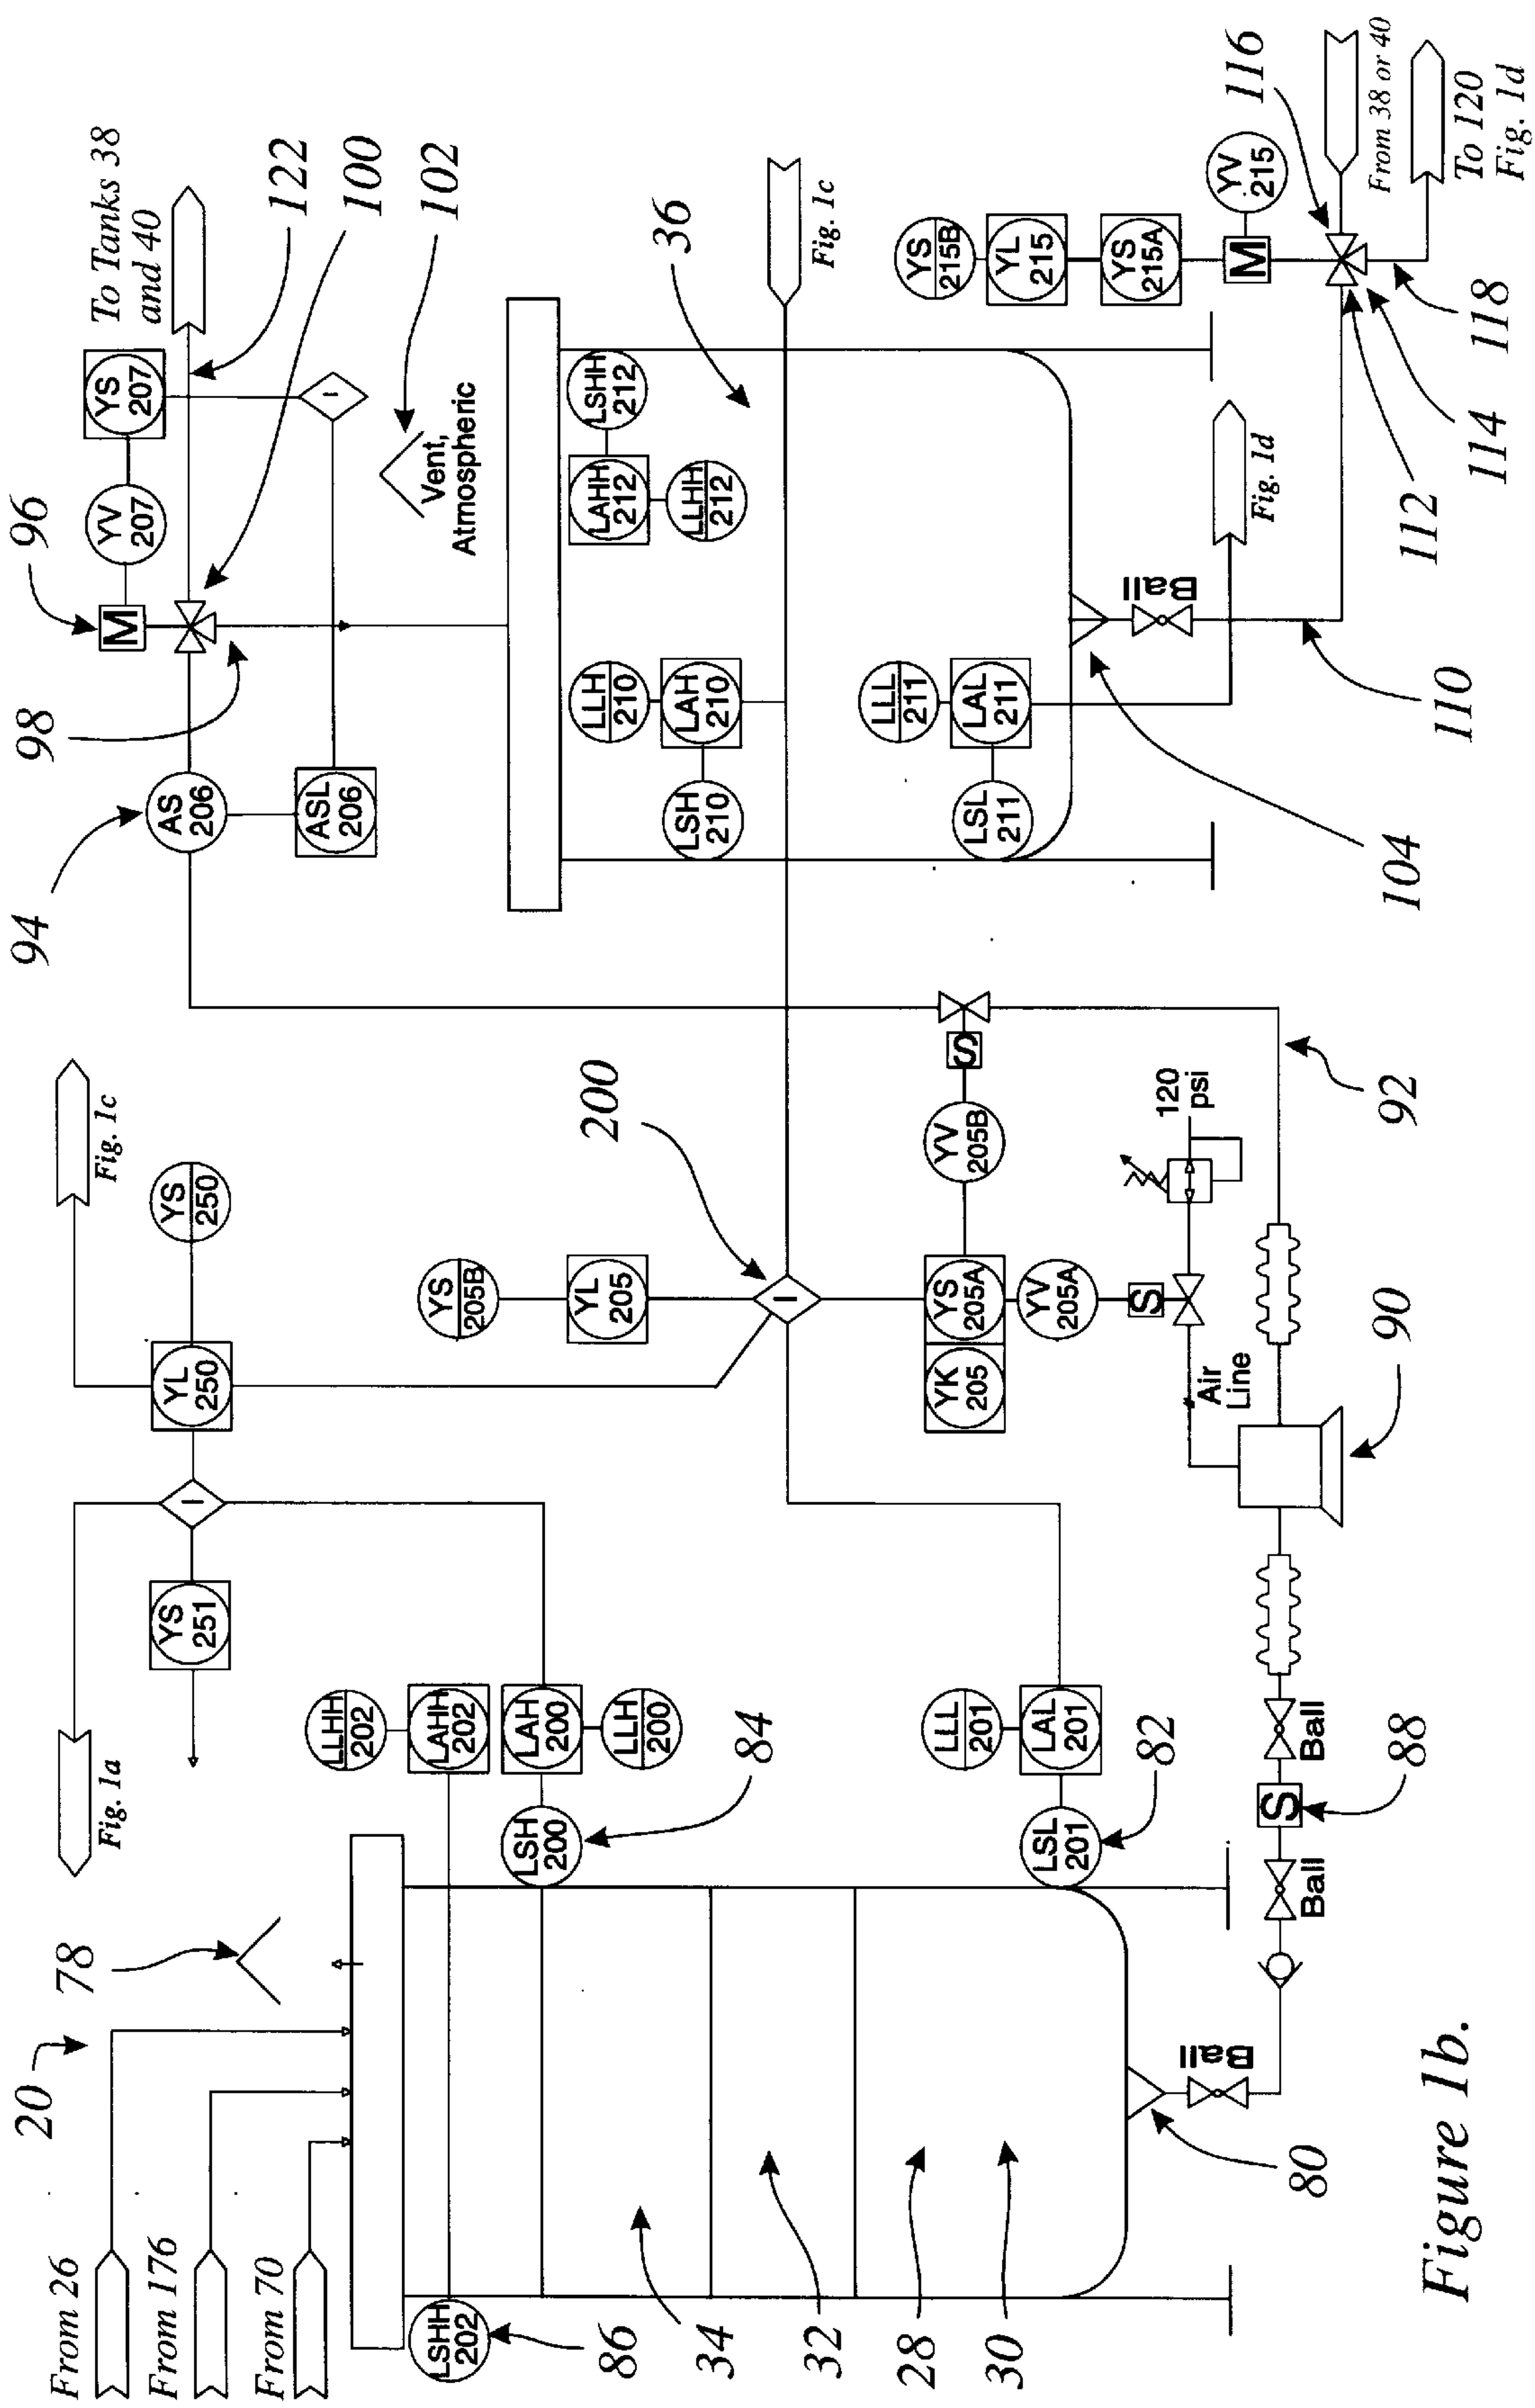 From 26
From 176
From 70
20
78
Fig. 1a
YS
251
YL
250
YS
250
Fig. 1c
LSHH
202
86
LAHH
202
LLHH
202
LSH
200
LAH
200
LLH
200
84
34
32
28
30
LSL
201
LAL
201
LLL
201
82
80
Ball
Ball
S
88
Ball
90
Air
Line
120
psi
S
YV
205A
YK
205
YS
205A
YV
205B
S
YL
205
YS
205B
200
92
94
AS
206
ASL
206
96
M
98
YV
207
YS
207
To Tanks 38
and 40
122
100
102
Vent,
Atmospheric
I
I
I
LSH
210
LAH
210
LLH
210
LSHH
212
LAHH
212
LLHH
212
36
Fig. 1c
LSL
211
LAL
211
LLL
211
104
Ball
110
Fig. 1d
112
114
118
116
M
YV
215
YS
215A
YL
215
YS
215B
From 38 or 40
To 120
Fig. 1d
Figure 1b.